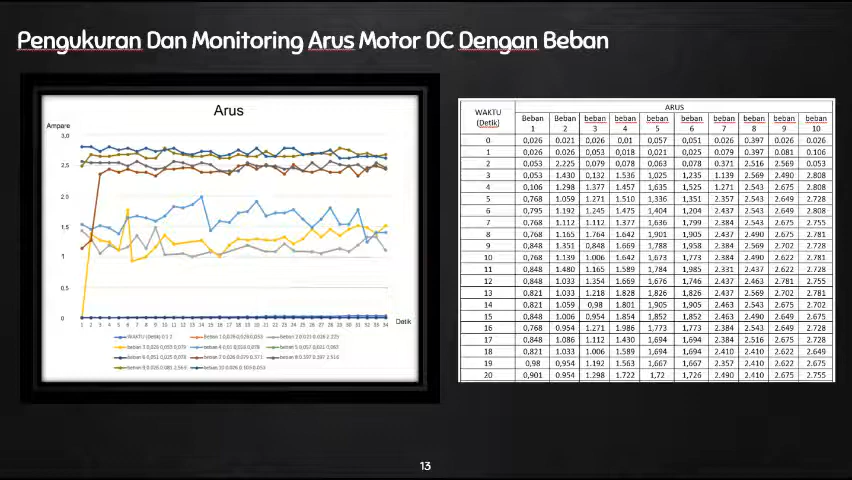 Pengukuran Dan Monitoring Arus Motor DC Dengan Beban
Arus
Ampare
3,0
2,5
2,0
1,5
1
0,5
0
1 2 3 4 5 6 7 8 9 10 11 12 13 14 15 16 17 18 19 20 21 22 23 24 25 26 27 28 29 30 31 32 33 34
Detik
WAKTU (Detik) 0 1 2
WAKTU (Detik) ARUS
Beban 1 Beban 2 beban 3 beban 4 beban 5 beban 6 beban 7 beban 8 beban 9 beban 10
0 0,026 0.021 0,026 0,01 0,057 0,051 0.026 0.397 0.026 0.026
1 0,026 0.026 0,053 0,018 0,021 0,025 0.079 0.397 0.081 0.106
2 0,053 2.225 0,079 0,078 0,063 0,078 0.371 2.516 2.569 0.053
3 0,053 1.430 0,132 1.536 1,025 1,235 1.139 2.569 2.490 2.808
4 0,106 1.298 1.377 1.457 1,635 1,525 1.271 2.543 2.675 2.808
5 0,768 1.059 1.271 1.510 1,336 1,351 2.357 2.543 2.649 2.728
6 0,795 1.192 1.245 1.475 1,404 1,204 2.437 2.543 2.649 2.808
7 0,768 1.112 1.112 1.377 1,636 1,799 2.384 2.543 2.675 2.755
8 0,768 1.165 1.764 1.702 1,901 1,905 2.437 2.490 2.675 2.781
9 0,848 1.351 0,848 1.669 1,788 1,958 2.384 2.569 2.702 2.728
10 0,768 1.139 1.006 1.642 1,673 1,773 2.384 2.490 2.622 2.781
11 0,848 1.480 1.165 1.589 1,784 1,985 2.331 2.437 2.622 2.728
12 0,848 1.033 1.354 1.669 1,676 1,746 2.437 2.463 2.781 2.755
13 0,821 1.033 1.218 1.828 1,826 1,826 2.437 2.569 2.702 2.781
14 0,821 1.059 0,98 1.801 1,905 1,905 2.463 2.543 2.675 2.702
15 0,848 1.006 0,954 1.854 1,852 1,852 2.463 2.490 2.649 2.675
16 0,768 0,954 1.271 1.986 1,773 1,773 2.384 2.543 2.649 2.728
17 0,848 1.086 1.112 1.430 1,694 1,694 2.384 2.516 2.675 2.728
18 0,821 1.033 1.006 1.589 1,694 1,694 2.410 2.410 2.622 2.649
19 0,98 0,954 1.192 1.563 1,667 1,667 2.357 2.410 2.622 2.675
20 0,901 0.954 1.298 1.722 1,72 1,726 2.490 2.410 2.675 2.755
13